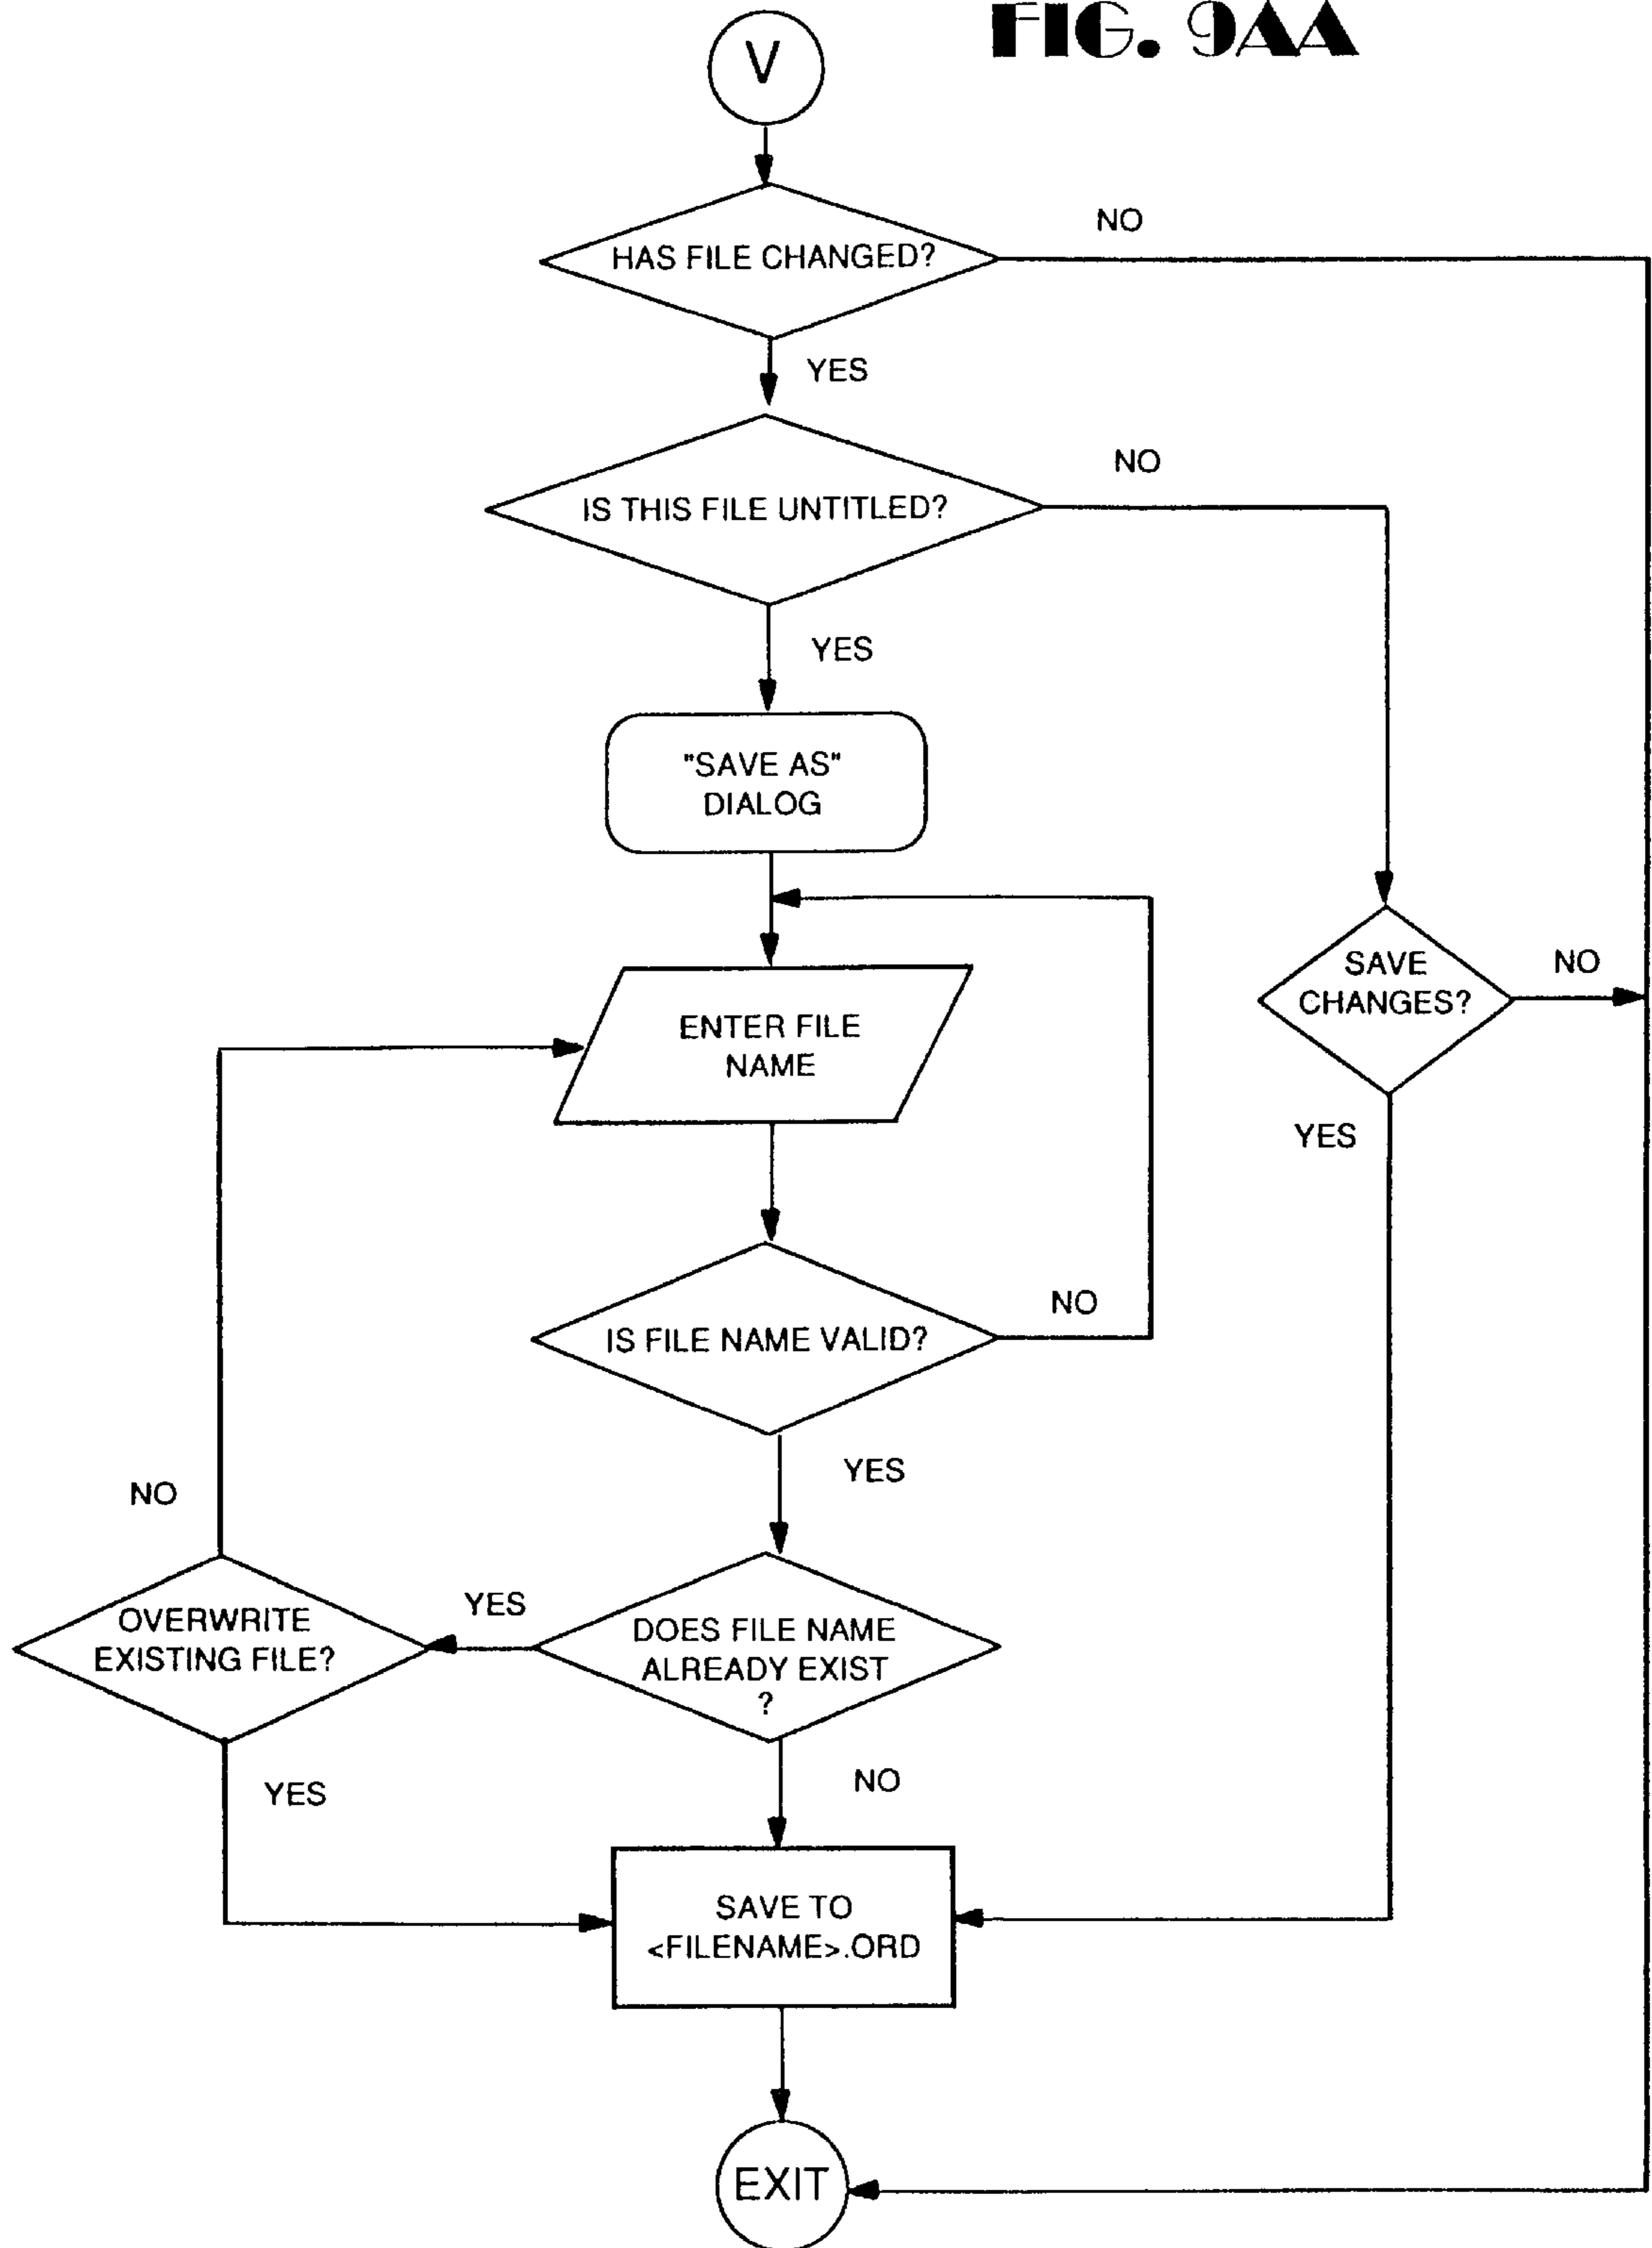 FIG. 9AA
V
HAS FILE CHANGED?
NO
YES
IS THIS FILE UNTITLED?
NO
YES
"SAVE AS"
DIALOG
ENTER FILE
NAME
SAVE
CHANGES?
NO
YES
IS FILE NAME VALID?
NO
YES
NO
OVERWRITE
EXISTING FILE?
YES
DOES FILE NAME
ALREADY EXIST
?
YES
NO
SAVE TO
<FILENAME>.ORD
EXIT